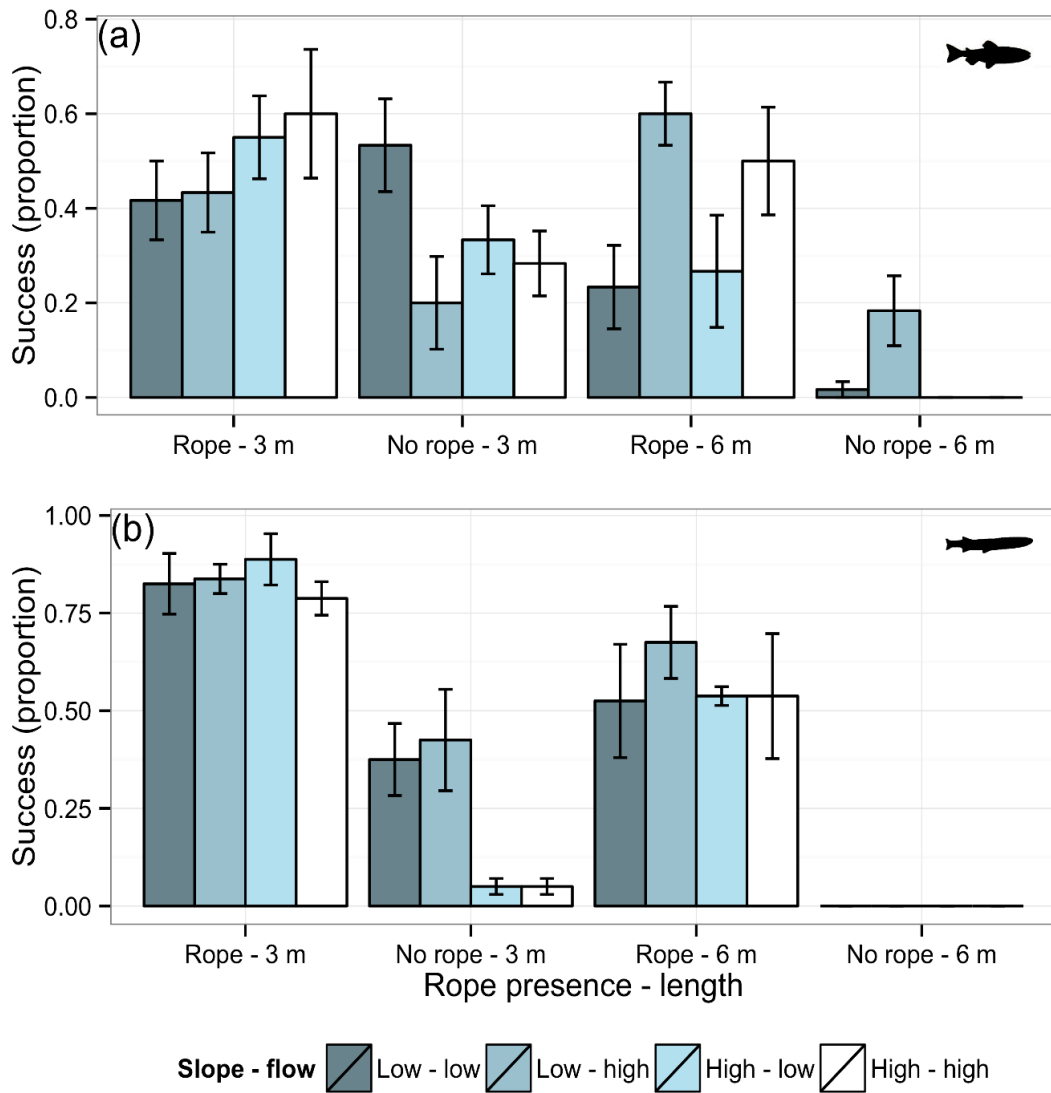 (a)
Success (proportion)
0.8
0.6
0.4
0.2
0.0
Rope - 3 m No rope - 3 m Rope - 6 m No rope - 6 m
(b)
Success (proportion)
1.00
0.75
0.50
0.25
0.00
Rope - 3 m No rope - 3 m Rope - 6 m No rope - 6 m
Rope presence - length
Slope - flow Low - low Low - high High - low High - high